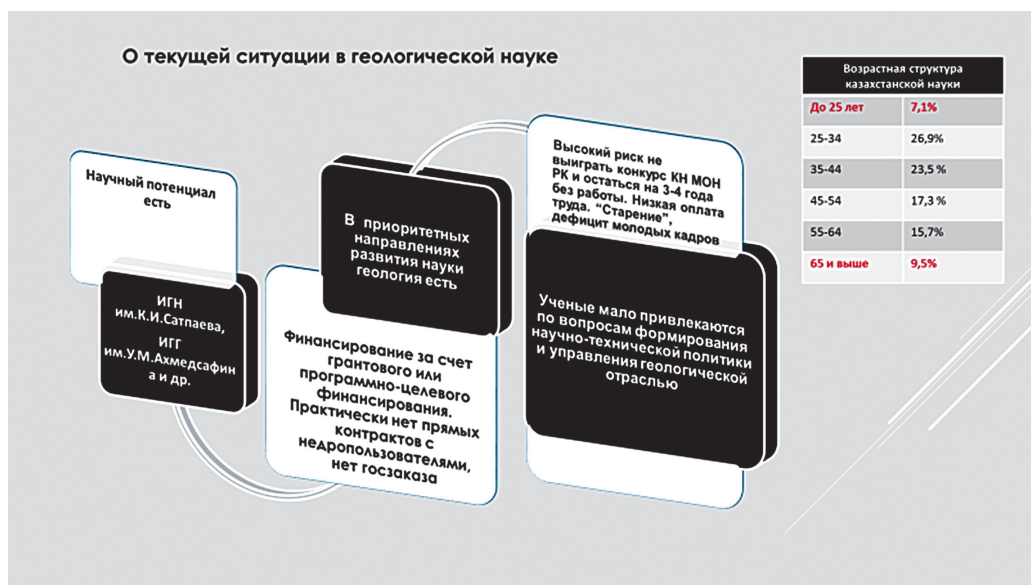 О текущей ситуации в геологической науке
Научный потенциал
есть
ИГН
им.К.И.Сатпаева,
ИГГ
им.У.М.Ахмедсафин
а и др.
В приоритетных
направлениях
развития науки
геология есть
Финансирование за счет
грантового или
программно-целевого
финансирования.
Практически нет прямых
контрактов с
недропользователями,
нет госзаказа
Высокий риск не
выиграть конкурс КН МОН
РК и остаться на 3-4 года
без работы. Низкая оплата
труда. “Старение”,
дефицит молодых кадров
Ученые мало привлекаются
по вопросам формирования
научно-технической политики
и управления геологической
отраслью
Возрастная структура
казахстанской науки
До 25 лет 7,1%
25-34 26,9%
35-44 23,5 %
45-54 17,3 %
55-64 15,7%
65 и выше 9,5%